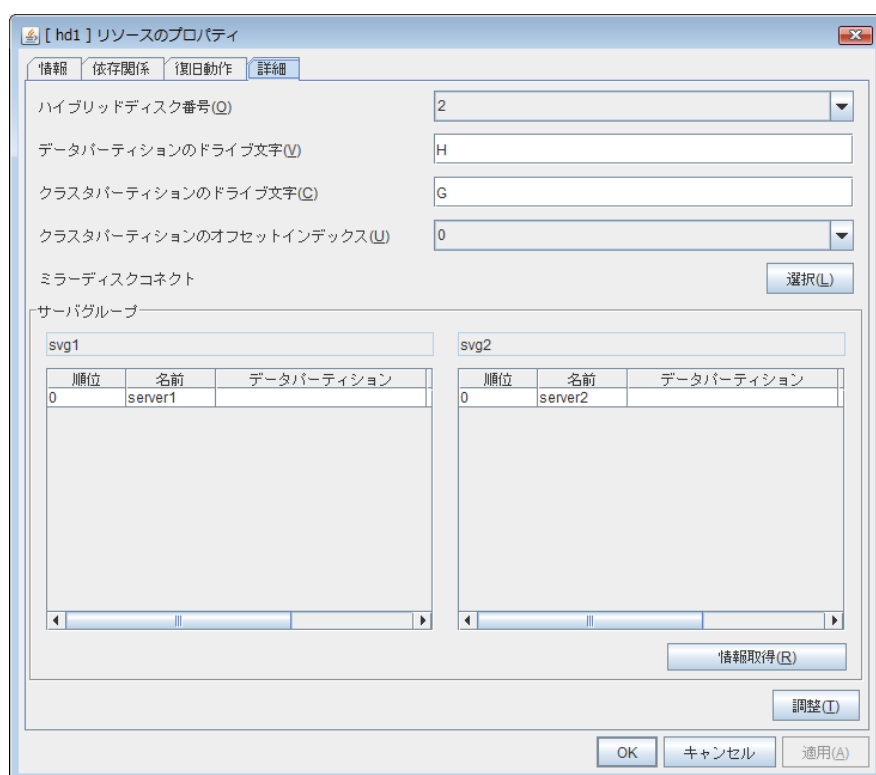 [ hd1 ] リソースのプロパティ
情報 依存関係 復旧動作 詳細
ハイブリッドディスク番号(O) 2
データパーティションのドライブ文字(V) H
クラスタパーティションのドライブ文字(C) G
クラスタパーティションのオフセットインデックス(U) 0
ミラーディスクコネクト 選択(L)
サーバグループ
svg1 svg2
順位 名前 データパーティション 順位 名前 データパーティション
0 server1 0 server2
情報取得(R)
調整(T)
OK キャンセル 適用(A)